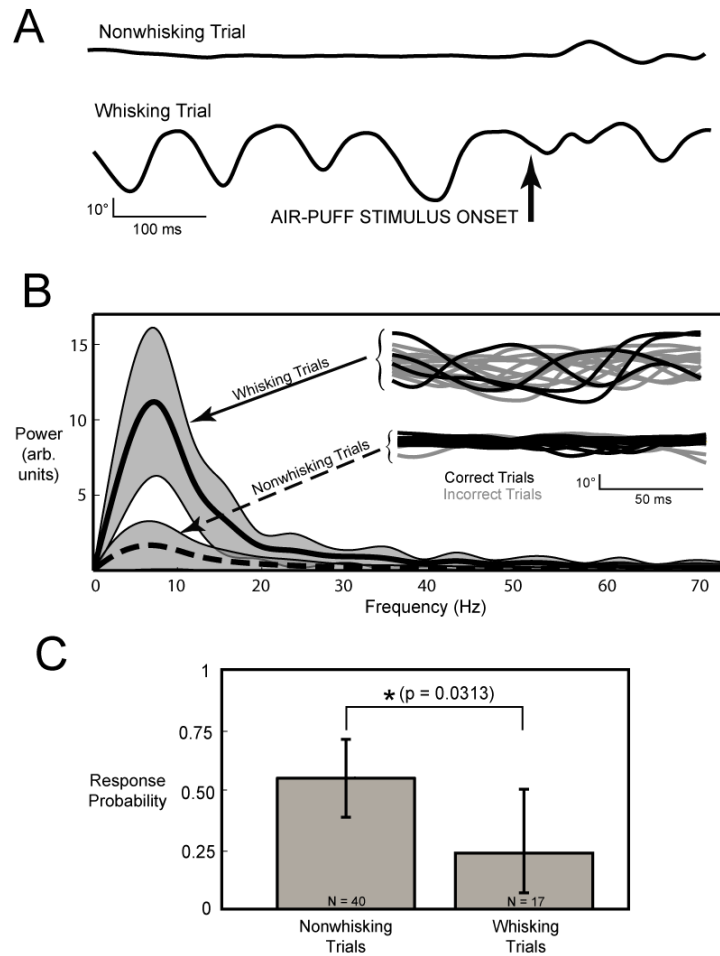 A
Nonwhisking Trial
Whisking Trial
10°
100 ms
AIR-PUFF STIMULUS ONSET
B
15
10
5
Power
(arb.
units)
Whisking Trials
Nonwhisking Trials
Correct Trials
Incorrect Trials
10°
50 ms
0 10 20 30 40 50 60 70
Frequency (Hz)
C
1
0.75
0.50
0.25
0
Response
Probability
* (p = 0.0313)
N = 40
N = 17
Nonwhisking
Trials
Whisking
Trials